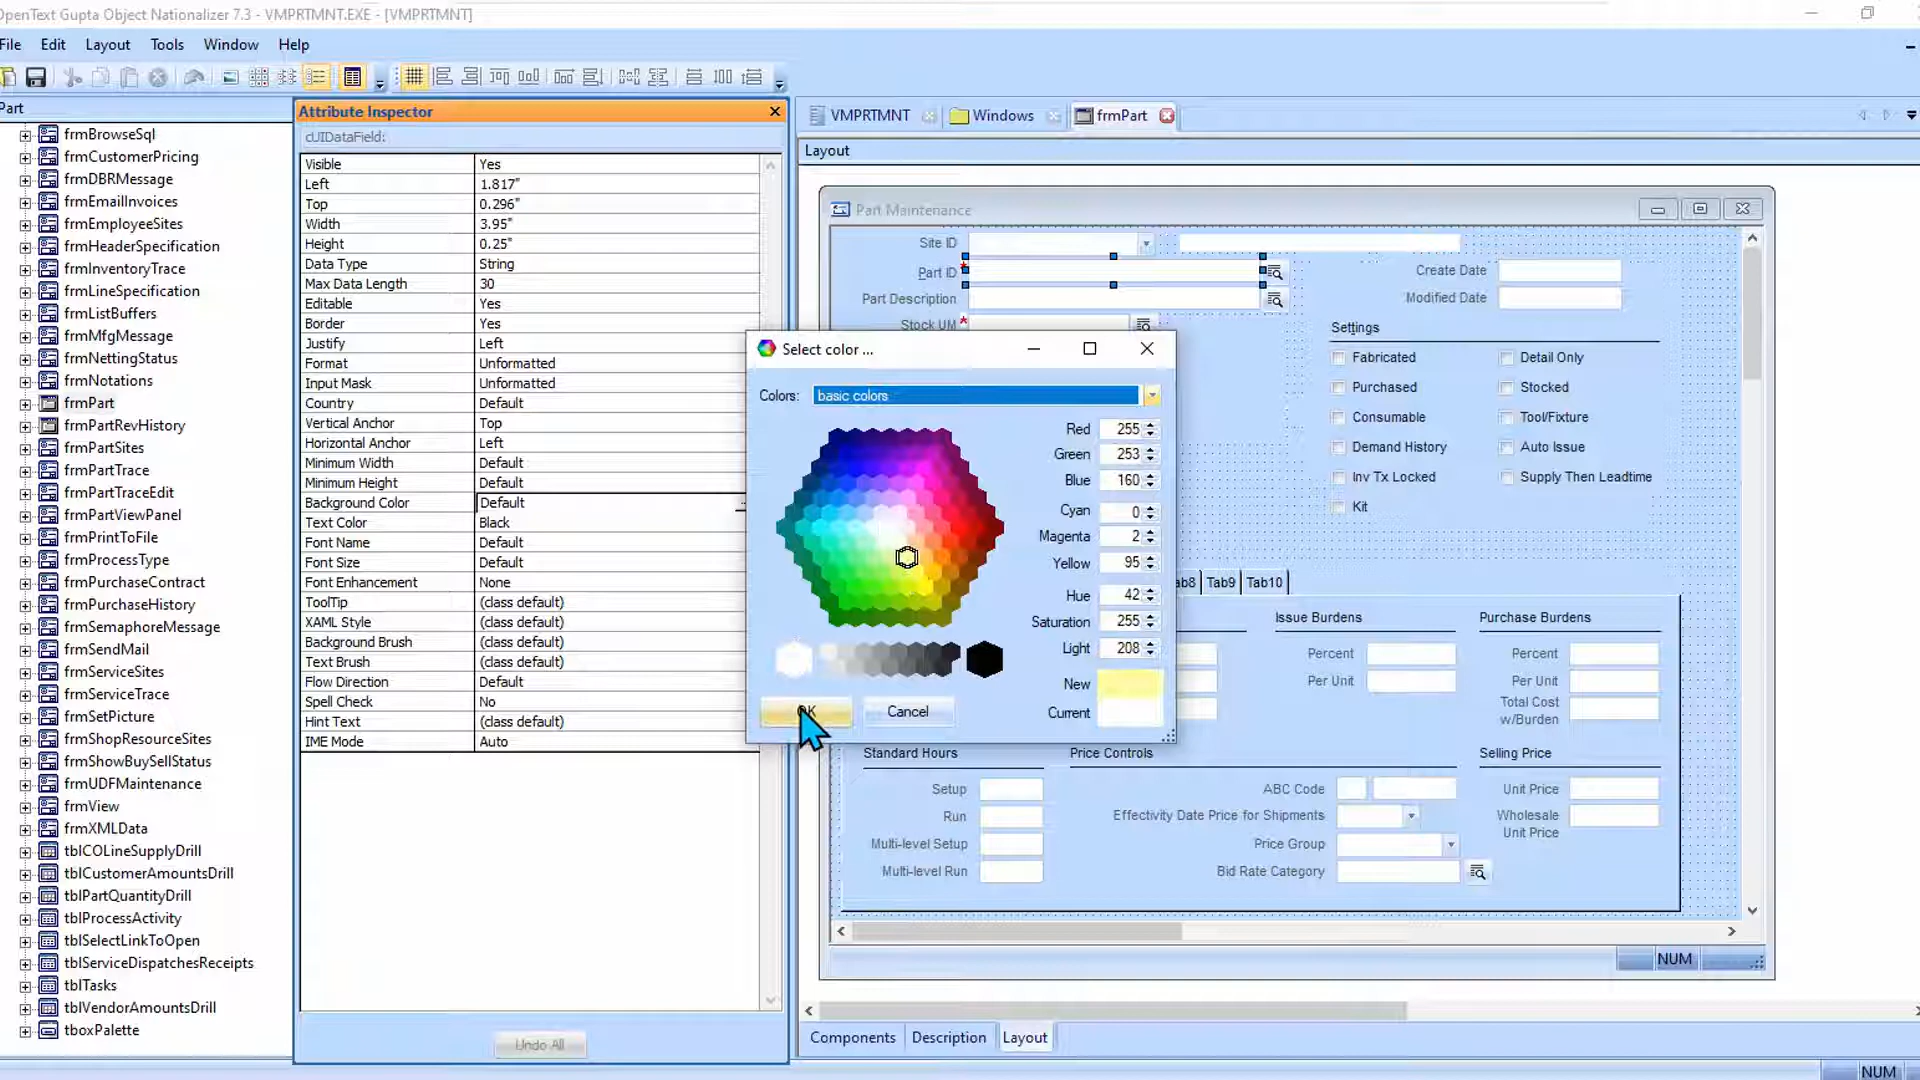 OpenText Gupta Object Nationalizer 7.3 - VMPRTMNT.EXE - [VMPRTMNT]
File Edit Layout Tools Window Help
Part
frmBrowseSql
frmCustomerPricing
frmDBRMessage
frmEmailInvoices
frmEmployeeSites
frmHeaderSpecification
frmInventoryTrace
frmLineSpecification
frmListBuffers
frmMfgMessage
frmNettingStatus
frmNotations
frmPart
frmPartRevHistory
frmPartSites
frmPartTrace
frmPartTraceEdit
frmPartViewPanel
frmPrintToFile
frmProcessType
frmPurchaseContract
frmPurchaseHistory
frmSemaphoreMessage
frmSendMail
frmServiceSites
frmServiceTrace
frmSetPicture
frmShopResourceSites
frmShowBuySellStatus
frmUDFMaintenance
frmView
frmXMLData
tblCOLineSupplyDrill
tblCustomerAmountsDrill
tblPartQuantityDrill
tblProcessActivity
tblSelectLinkToOpen
tblServiceDispatchesReceipts
tblTasks
tblVendorAmountsDrill
tboxPalette
Attribute Inspector
cUIDataField:
Visible Yes
Left 1.817"
Top 0.296"
Width 3.95"
Height 0.25"
Data Type String
Max Data Length 30
Editable Yes
Border Yes
Justify Left
Format Unformatted
Input Mask Unformatted
Country Default
Vertical Anchor Top
Horizontal Anchor Left
Minimum Width Default
Minimum Height Default
Background Color Default
Text Color Black
Font Name Default
Font Size Default
Font Enhancement None
ToolTip (class default)
XAML Style (class default)
Background Brush (class default)
Text Brush (class default)
Flow Direction Default
Spell Check No
Hint Text (class default)
IME Mode Auto
Undo All
VMPRTMNT Windows frmPart
Layout
Part Maintenance
Site ID
Part ID * Create Date
Part Description Modified Date
Stock UM * Settings
Fabricated Detail Only
Purchased Stocked
Consumable Tool/Fixture
Demand History Auto Issue
Inv Tx Locked Supply Then Leadtime
Kit
Select color ...
Colors: basic colors
Red 255
Green 253
Blue 160
Cyan 0
Magenta 2
Yellow 95
Hue 42
Saturation 255
Light 208
New
Current
OK Cancel
ab8 Tab9 Tab10
Issue Burdens Purchase Burdens
Percent Percent
Per Unit Per Unit
Total Cost
w/Burden
Standard Hours Price Controls Selling Price
Setup ABC Code Unit Price
Run Effectivity Date Price for Shipments Wholesale
Unit Price
Multi-level Setup Price Group
Multi-level Run Bid Rate Category
NUM
Components Description Layout
NUM